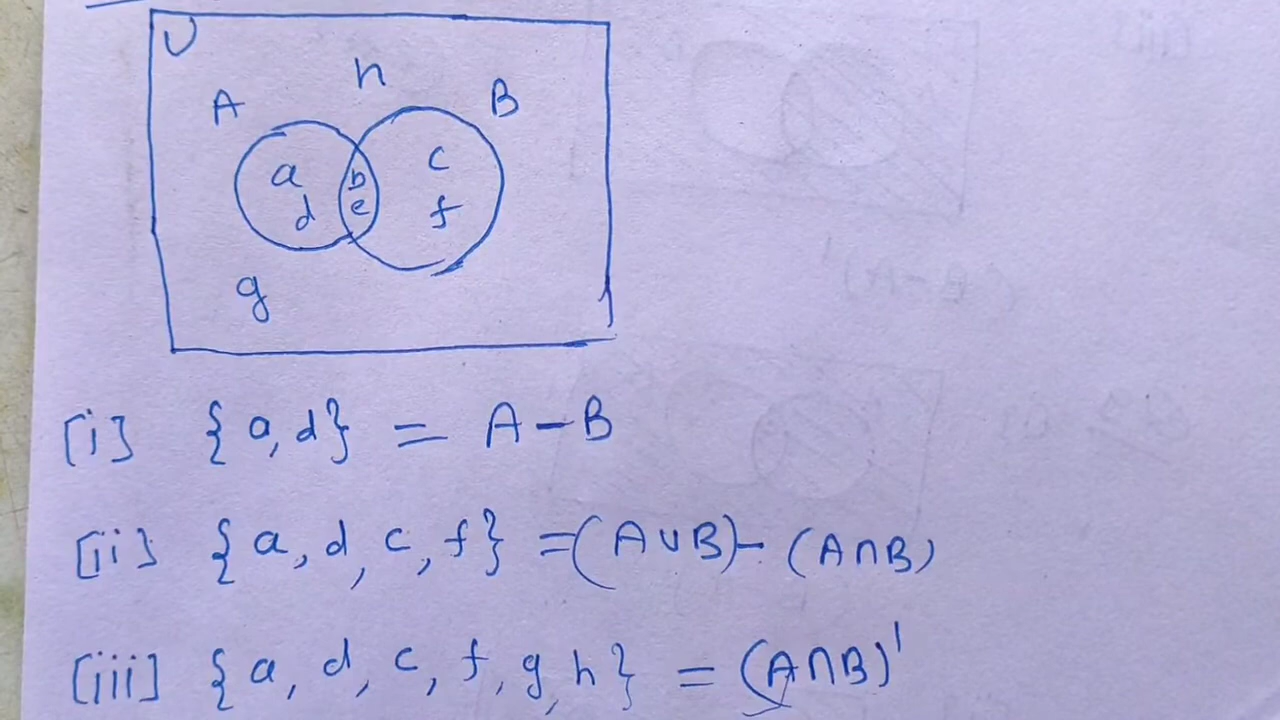 U
h
A B
a b c
d e f
g
[i] {a, d} = A - B
[ii] {a, d, c, f} = (A∪B) - (A∩B)
[iii] {a, d, c, f, g, h} = (A∩B)'